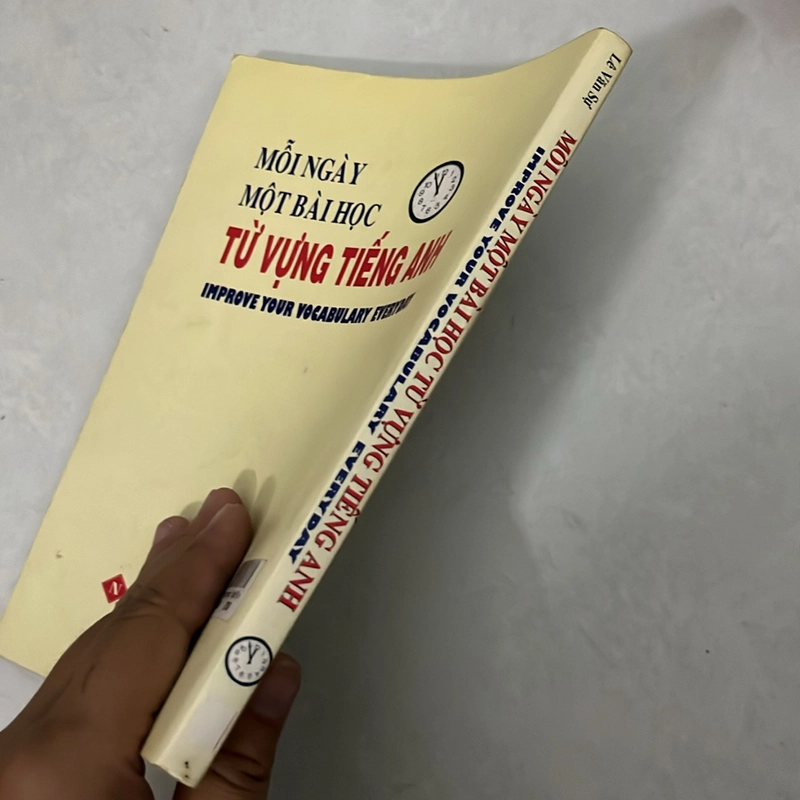 MỖI NGÀY
MỘT BÀI HỌC
TỪ VỰNG TIẾNG ANH
IMPROVE YOUR VOCABULARY EVERYDAY
Lê Văn Sự
MỖI NGÀY MỘT BÀI HỌC TỪ VỰNG TIẾNG ANH
IMPROVE YOUR VOCABULARY EVERYDAY